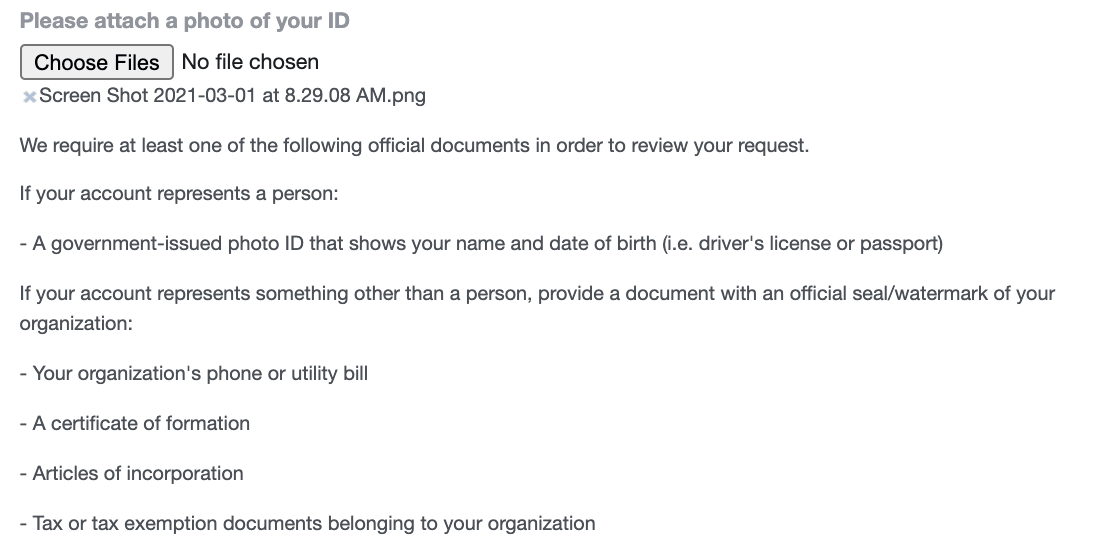 Please attach a photo of your ID
Choose Files No file chosen
×Screen Shot 2021-03-01 at 8.29.08 AM.png
We require at least one of the following official documents in order to review your request.
If your account represents a person:
- A government-issued photo ID that shows your name and date of birth (i.e. driver's license or passport)
If your account represents something other than a person, provide a document with an official seal/watermark of your
organization:
- Your organization's phone or utility bill
- A certificate of formation
- Articles of incorporation
- Tax or tax exemption documents belonging to your organization